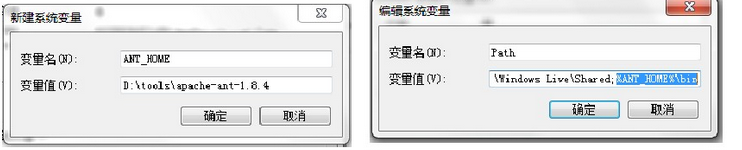 新建系统变量
变量名(N):
ANT_HOME
变量值(V):
D:\tools\apache-ant-1.8.4
确定
取消
编辑系统变量
变量名(N):
Path
变量值(V):
\Windows Live\Shared;%ANT_HOME%\bin
确定
取消